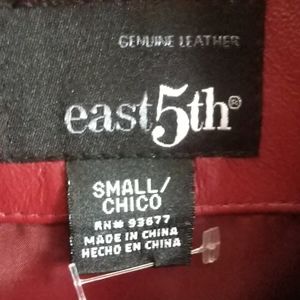 GENUINE LEATHER
east5th®
SMALL/
CHICO
RN# 93677
MADE IN CHINA
HECHO EN CHINA